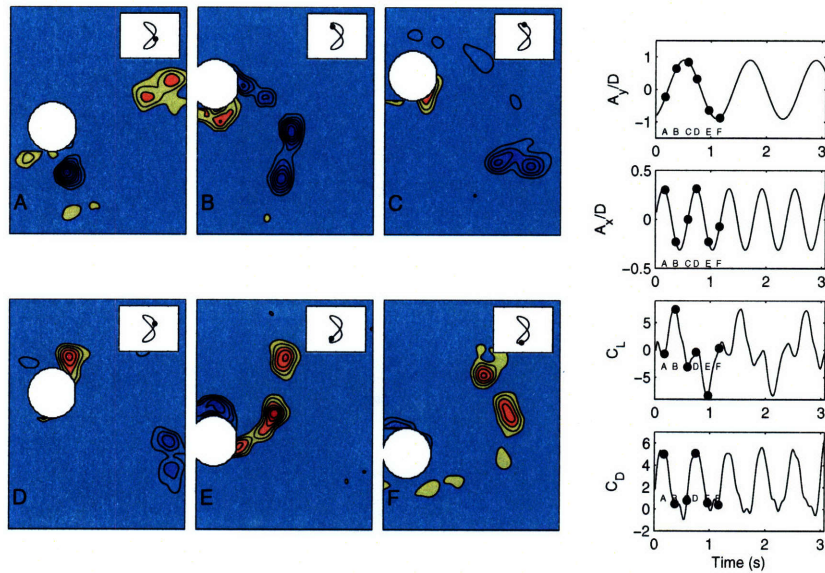 A
B
C
D
E
F
A_y/D
1
0
−1
A B C D E F
0 1 2 3
A_x/D
0.5
0
−0.5
A B C D E F
0 1 2 3
C_L
5
0
−5
A B C D E F
0 1 2 3
C_D
6
4
2
0
−2
A B C D E F
0 1 2 3
Time (s)